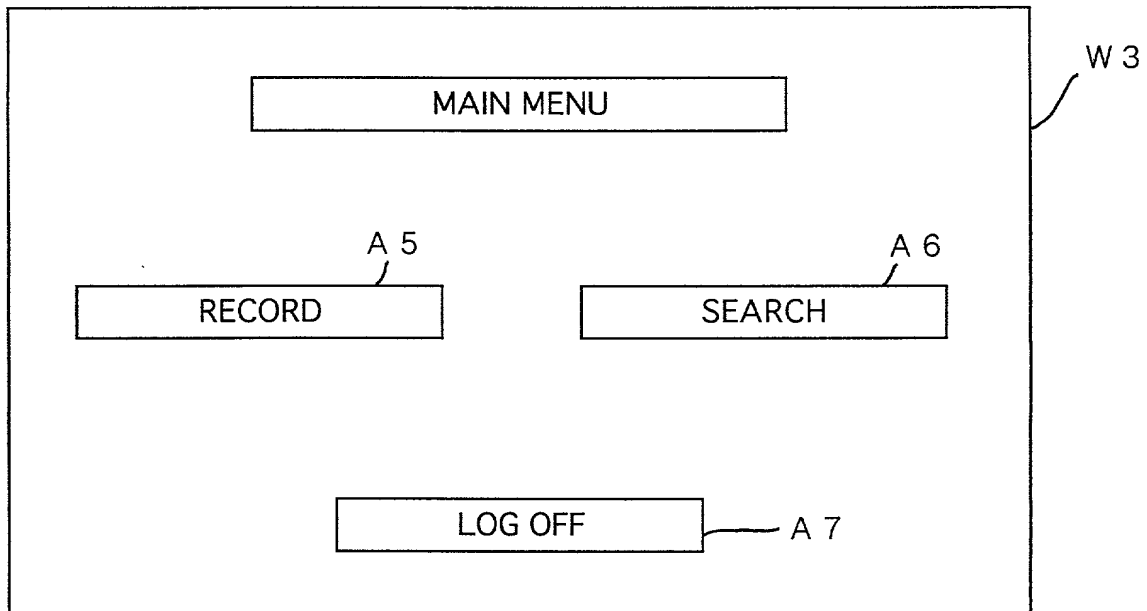 W 3
MAIN MENU
A 5
A 6
RECORD
SEARCH
LOG OFF
A 7